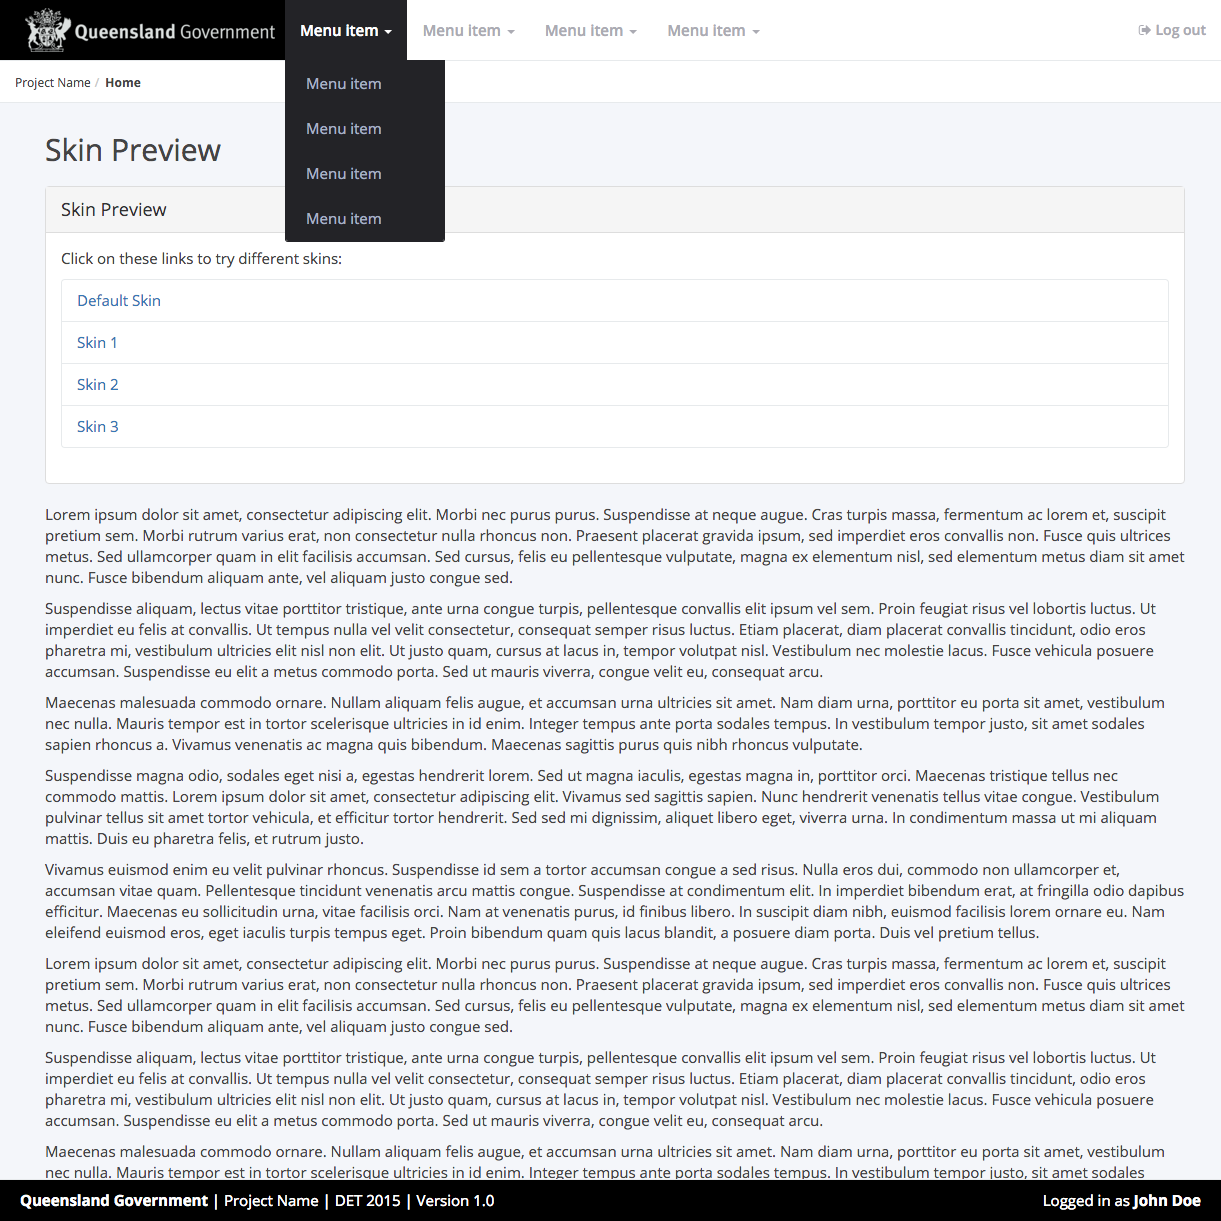 Queensland Government
Menu item
Menu item
Menu item
Menu item
Log out
Project Name / Home
Menu item
Menu item
Menu item
Menu item
Skin Preview
Skin Preview
Click on these links to try different skins:
Default Skin
Skin 1
Skin 2
Skin 3
Lorem ipsum dolor sit amet, consectetur adipiscing elit. Morbi nec purus purus. Suspendisse at neque augue. Cras turpis massa, fermentum ac lorem et, suscipit
pretium sem. Morbi rutrum varius erat, non consectetur nulla rhoncus non. Praesent placerat gravida ipsum, sed imperdiet eros convallis non. Fusce quis ultrices
metus. Sed ullamcorper quam in elit facilisis accumsan. Sed cursus, felis eu pellentesque vulputate, magna ex elementum nisl, sed elementum metus diam sit amet
nunc. Fusce bibendum aliquam ante, vel aliquam justo congue sed.
Suspendisse aliquam, lectus vitae porttitor tristique, ante urna congue turpis, pellentesque convallis elit ipsum vel sem. Proin feugiat risus vel lobortis luctus. Ut
imperdiet eu felis at convallis. Ut tempus nulla vel velit consectetur, consequat semper risus luctus. Etiam placerat, diam placerat convallis tincidunt, odio eros
pharetra mi, vestibulum ultricies elit nisl non elit. Ut justo quam, cursus at lacus in, tempor volutpat nisl. Vestibulum nec molestie lacus. Fusce vehicula posuere
accumsan. Suspendisse eu elit a metus commodo porta. Sed ut mauris viverra, congue velit eu, consequat arcu.
Maecenas malesuada commodo ornare. Nullam aliquam felis augue, et accumsan urna ultricies sit amet. Nam diam urna, porttitor eu porta sit amet, vestibulum
nec nulla. Mauris tempor est in tortor scelerisque ultricies in id enim. Integer tempus ante porta sodales tempus. In vestibulum tempor justo, sit amet sodales
sapien rhoncus a. Vivamus venenatis ac magna quis bibendum. Maecenas sagittis purus quis nibh rhoncus vulputate.
Suspendisse magna odio, sodales eget nisi a, egestas hendrerit lorem. Sed ut magna iaculis, egestas magna in, porttitor orci. Maecenas tristique tellus nec
commodo mattis. Lorem ipsum dolor sit amet, consectetur adipiscing elit. Vivamus sed sagittis sapien. Nunc hendrerit venenatis tellus vitae congue. Vestibulum
pulvinar tellus sit amet tortor vehicula, et efficitur tortor hendrerit. Sed sed mi dignissim, aliquet libero eget, viverra urna. In condimentum massa ut mi aliquam
mattis. Duis eu pharetra felis, et rutrum justo.
Vivamus euismod enim eu velit pulvinar rhoncus. Suspendisse id sem a tortor accumsan congue a sed risus. Nulla eros dui, commodo non ullamcorper et,
accumsan vitae quam. Pellentesque tincidunt venenatis arcu mattis congue. Suspendisse at condimentum elit. In imperdiet bibendum erat, at fringilla odio dapibus
efficitur. Maecenas eu sollicitudin urna, vitae facilisis orci. Nam at venenatis purus, id finibus libero. In suscipit diam nibh, euismod facilisis lorem ornare eu. Nam
eleifend euismod eros, eget iaculis turpis tempus eget. Proin bibendum quam quis lacus blandit, a posuere diam porta. Duis vel pretium tellus.
Lorem ipsum dolor sit amet, consectetur adipiscing elit. Morbi nec purus purus. Suspendisse at neque augue. Cras turpis massa, fermentum ac lorem et, suscipit
pretium sem. Morbi rutrum varius erat, non consectetur nulla rhoncus non. Praesent placerat gravida ipsum, sed imperdiet eros convallis non. Fusce quis ultrices
metus. Sed ullamcorper quam in elit facilisis accumsan. Sed cursus, felis eu pellentesque vulputate, magna ex elementum nisl, sed elementum metus diam sit amet
nunc. Fusce bibendum aliquam ante, vel aliquam justo congue sed.
Suspendisse aliquam, lectus vitae porttitor tristique, ante urna congue turpis, pellentesque convallis elit ipsum vel sem. Proin feugiat risus vel lobortis luctus. Ut
imperdiet eu felis at convallis. Ut tempus nulla vel velit consectetur, consequat semper risus luctus. Etiam placerat, diam placerat convallis tincidunt, odio eros
pharetra mi, vestibulum ultricies elit nisl non elit. Ut justo quam, cursus at lacus in, tempor volutpat nisl. Vestibulum nec molestie lacus. Fusce vehicula posuere
accumsan. Suspendisse eu elit a metus commodo porta. Sed ut mauris viverra, congue velit eu, consequat arcu.
Maecenas malesuada commodo ornare. Nullam aliquam felis augue, et accumsan urna ultricies sit amet. Nam diam urna, porttitor eu porta sit amet, vestibulum
nec nulla. Mauris tempor est in tortor scelerisque ultricies in id enim. Integer tempus ante porta sodales tempus. In vestibulum tempor justo, sit amet sodales
Queensland Government | Project Name | DET 2015 | Version 1.0
Logged in as John Doe